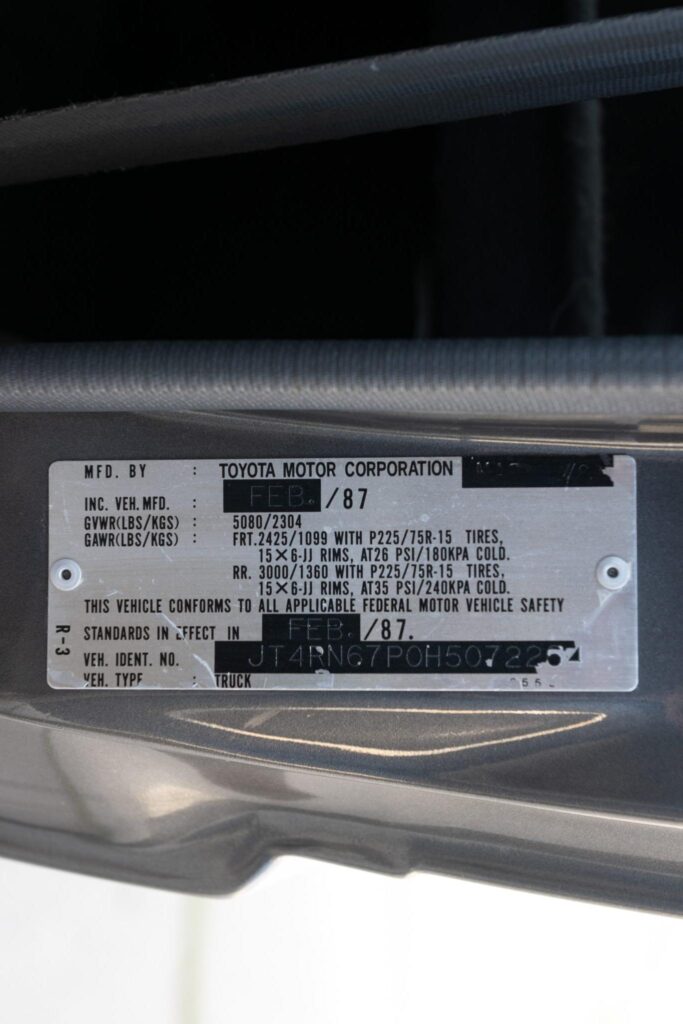 MFD. BY : TOYOTA MOTOR CORPORATION
INC. VEH. MFD. : FEB. /87
GVWR(LBS/KGS) : 5080/2304
GAWR(LBS/KGS) : FRT. 2425/1099 WITH P225/75R-15 TIRES,
15×6-JJ RIMS, AT26 PSI/180KPA COLD.
RR. 3000/1360 WITH P225/75R-15 TIRES,
15×6-JJ RIMS, AT35 PSI/240KPA COLD.
THIS VEHICLE CONFORMS TO ALL APPLICABLE FEDERAL MOTOR VEHICLE SAFETY
STANDARDS IN EFFECT IN FEB. /87.
VEH. IDENT. NO. : JT4RN67P0H507225
VEH. TYPE : TRUCK
R-3